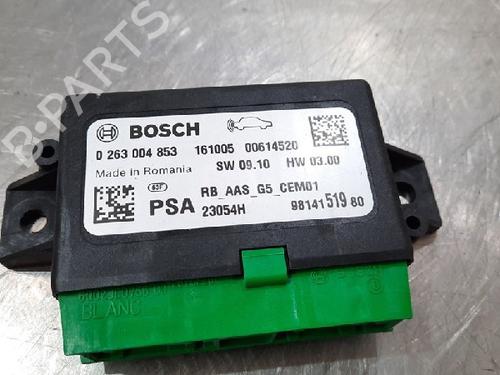 B-PARTS
BOSCH
0 263 004 853 161005 00614520
Made in Romania SW 09.10 HW 03.00
RB_AAS_G5_CEM01
PSA 23054H 98141519 80
BLANC